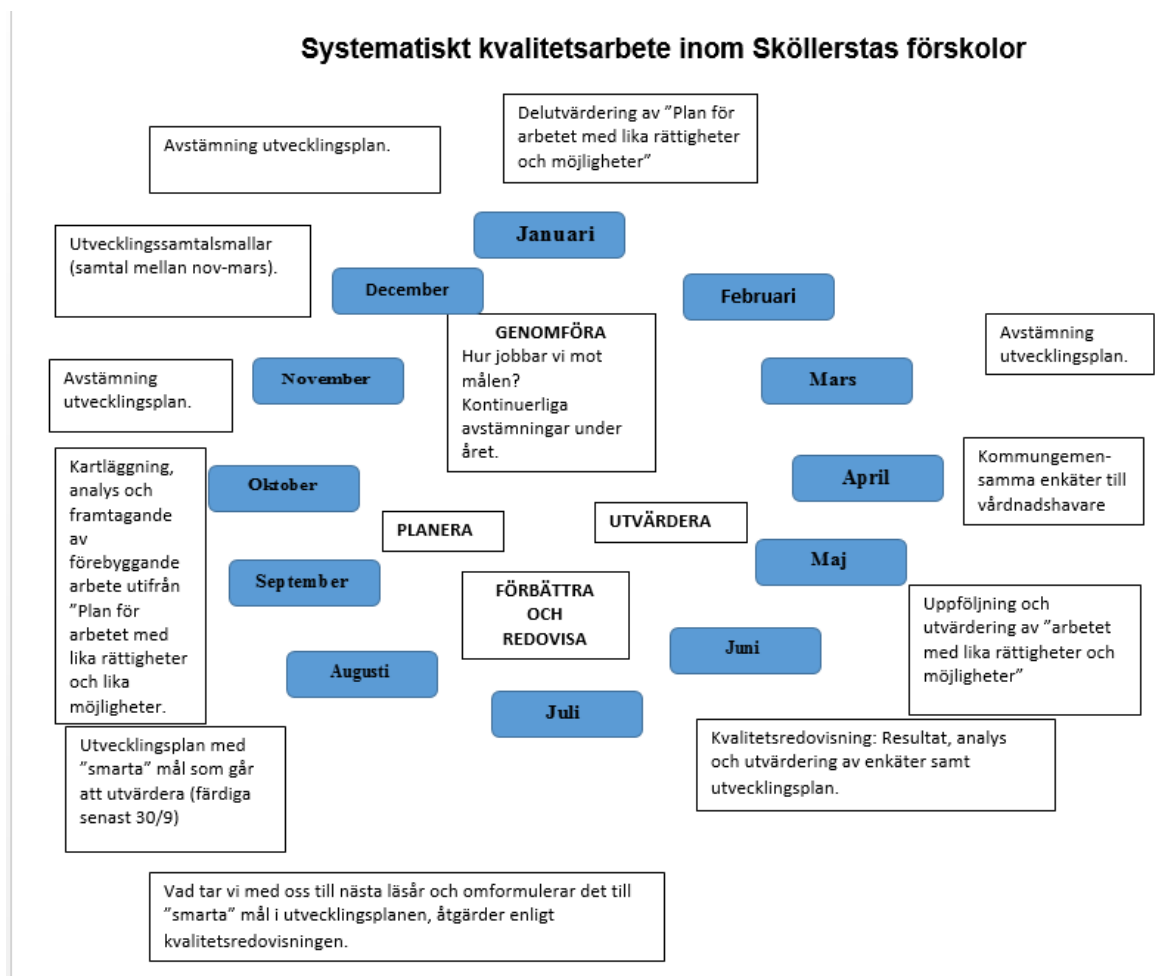 Systematiskt kvalitetsarbete inom Sköllerstas förskolor
Delutvärdering av ”Plan för
arbetet med lika rättigheter
och möjligheter”
Avstämning utvecklingsplan.
Januari
Utvecklingssamtalsmallar
(samtal mellan nov-mars).
December
Februari
GENOMFÖRA
Hur jobbar vi mot
målen?
Kontinuerliga
avstämningar under
året.
Avstämning
utvecklingsplan.
Avstämning
utvecklingsplan.
November
Mars
Kartläggning,
analys och
framtagande
av
förebyggande
arbete utifrån
”Plan för
arbetet med
lika rättigheter
och lika
möjligheter.
Oktober
April
Kommungemen-
samma enkäter till
vårdnadshavare
PLANERA
UTVÄRDERA
September
Maj
FÖRBÄTTRA
OCH
REDOVISA
Uppföljning och
utvärdering av ”arbetet
med lika rättigheter och
möjligheter”
Augusti
Juni
Juli
Utvecklingsplan med
”smarta” mål som går
att utvärdera (färdiga
senast 30/9)
Kvalitetsredovisning: Resultat, analys
och utvärdering av enkäter samt
utvecklingsplan.
Vad tar vi med oss till nästa läsår och omformulerar det till
”smarta” mål i utvecklingsplanen, åtgärder enligt
kvalitetsredovisningen.